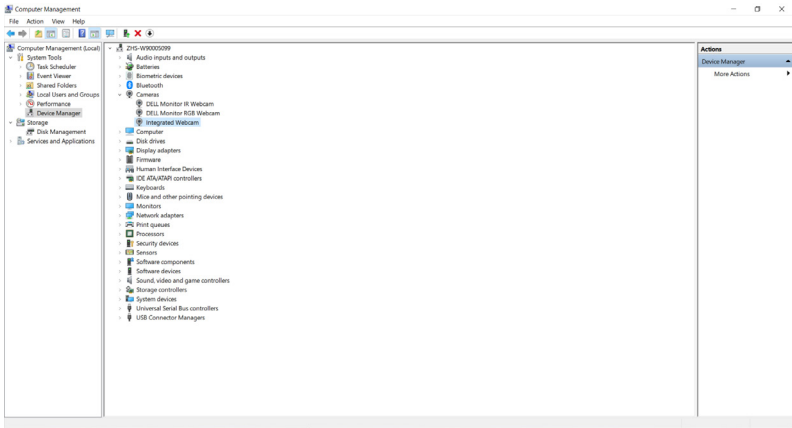 Computer Management
File Action View Help
Computer Management (Local)
System Tools
Task Scheduler
Event Viewer
Shared Folders
Local Users and Groups
Performance
Device Manager
Storage
Disk Management
Services and Applications
ZHS-W90005099
Audio inputs and outputs
Batteries
Biometric devices
Bluetooth
Cameras
DELL Monitor IR Webcam
DELL Monitor RGB Webcam
Integrated Webcam
Computer
Disk drives
Display adapters
Firmware
Human Interface Devices
IDE ATA/ATAPI controllers
Keyboards
Mice and other pointing devices
Monitors
Network adapters
Print queues
Processors
Security devices
Sensors
Software components
Software devices
Sound, video and game controllers
Storage controllers
System devices
Universal Serial Bus controllers
USB Connector Managers
Actions
Device Manager
More Actions